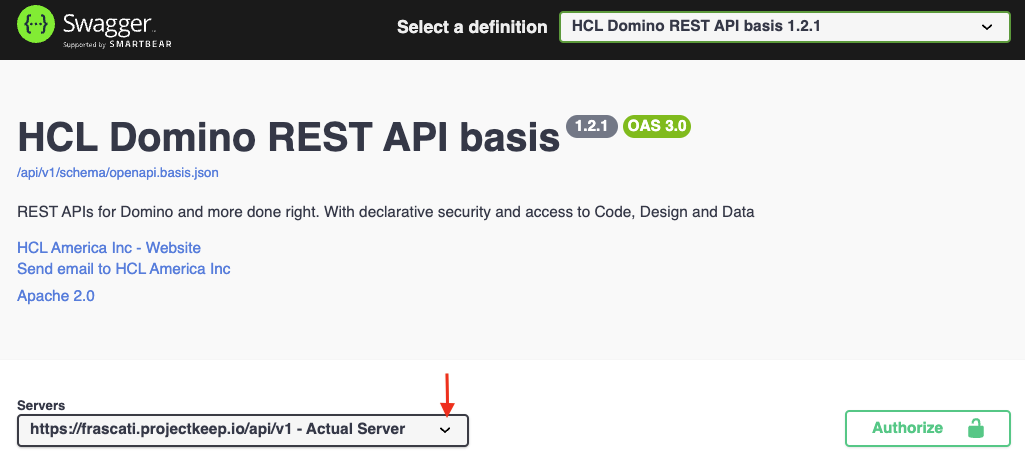 Swagger
Supported by SMARTBEAR
Select a definition
HCL Domino REST API basis 1.2.1
HCL Domino REST API basis 1.2.1 OAS 3.0
/api/v1/schema/openapi.basis.json
REST APIs for Domino and more done right. With declarative security and access to Code, Design and Data
HCL America Inc - Website
Send email to HCL America Inc
Apache 2.0
Servers
https://frascati.projectkeep.io/api/v1 - Actual Server
Authorize